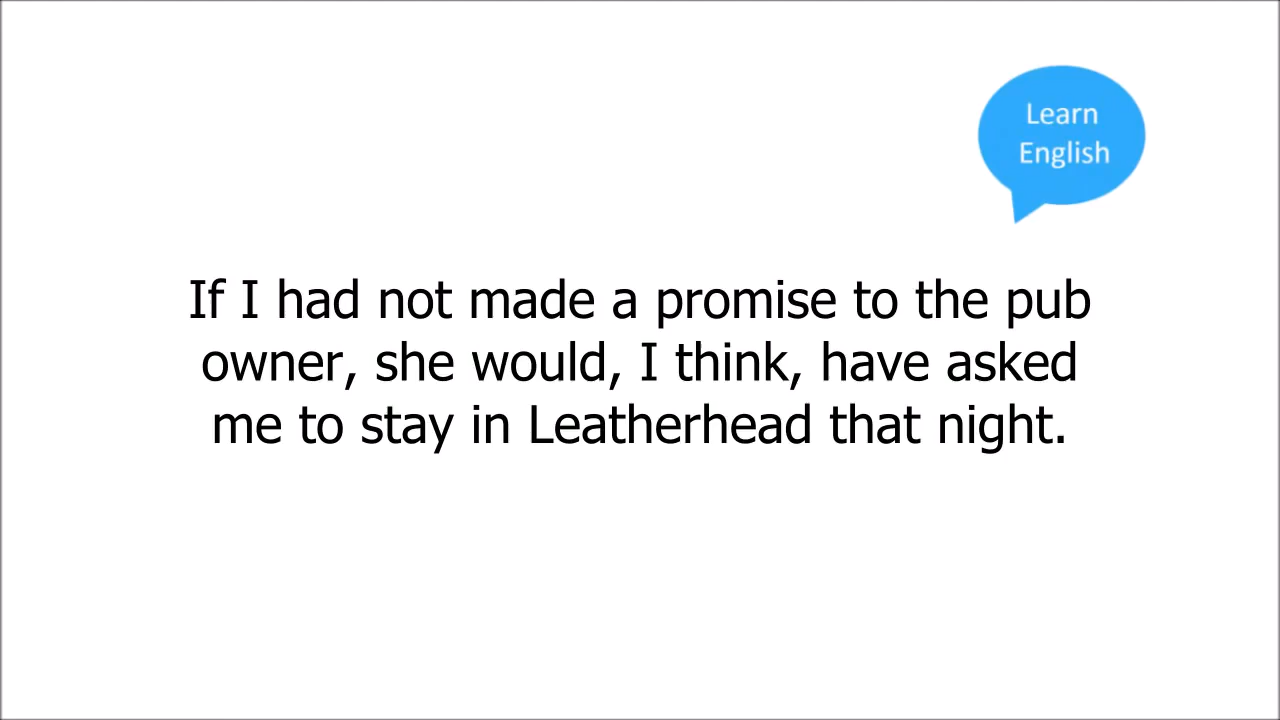 Learn
English
If I had not made a promise to the pub
owner, she would, I think, have asked
me to stay in Leatherhead that night.